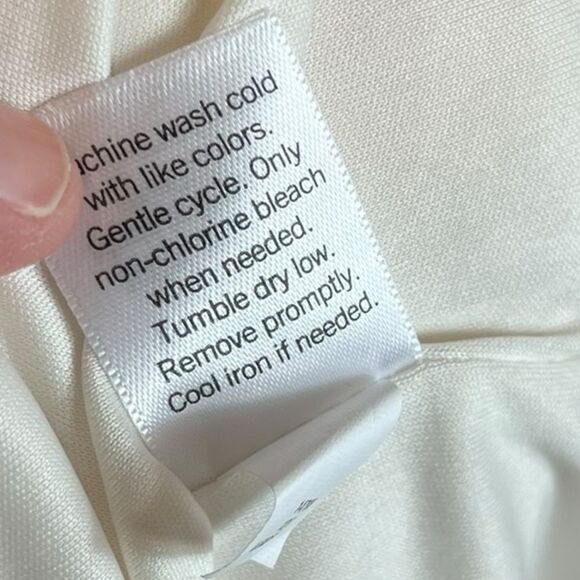 achine wash cold
with like colors.
Gentle cycle. Only
non-chlorine bleach
when needed.
Tumble dry low.
Remove promptly.
Cool iron if needed.